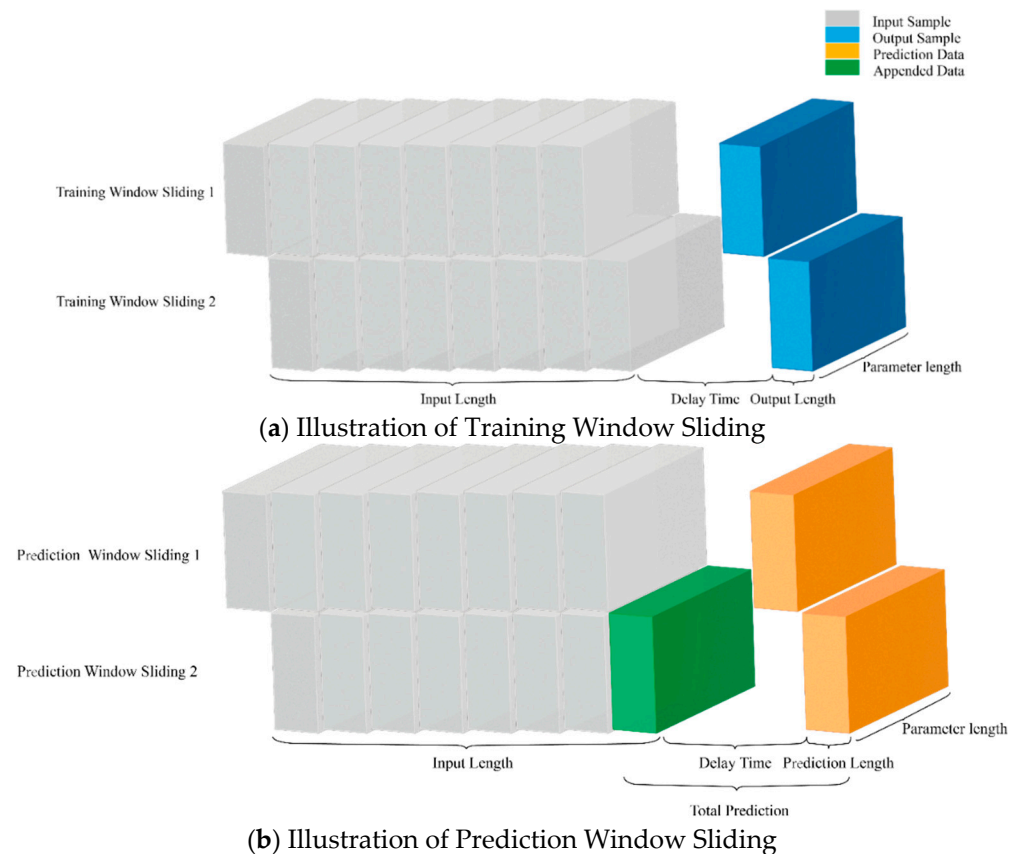 Input Sample
Output Sample
Prediction Data
Appended Data
Training Window Sliding 1
Training Window Sliding 2
Parameter length
Input Length
Delay Time
Output Length
(a) Illustration of Training Window Sliding
Prediction Window Sliding 1
Prediction Window Sliding 2
Parameter length
Input Length
Delay Time
Prediction Length
Total Prediction
(b) Illustration of Prediction Window Sliding